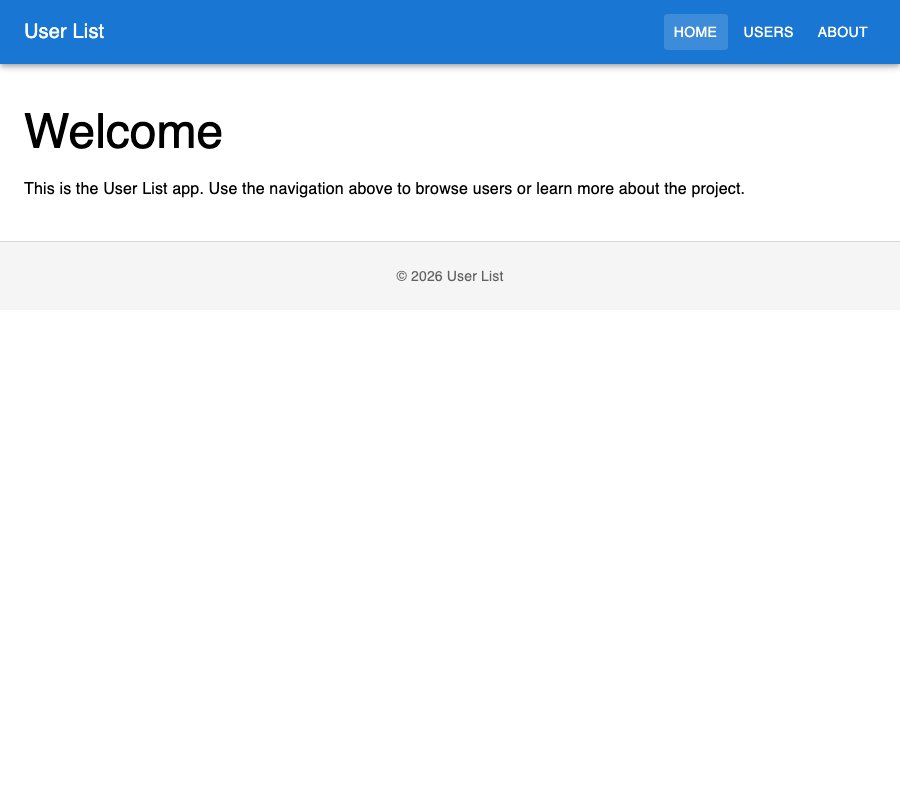 User List
HOME
USERS
ABOUT
Welcome
This is the User List app. Use the navigation above to browse users or learn more about the project.
© 2026 User List